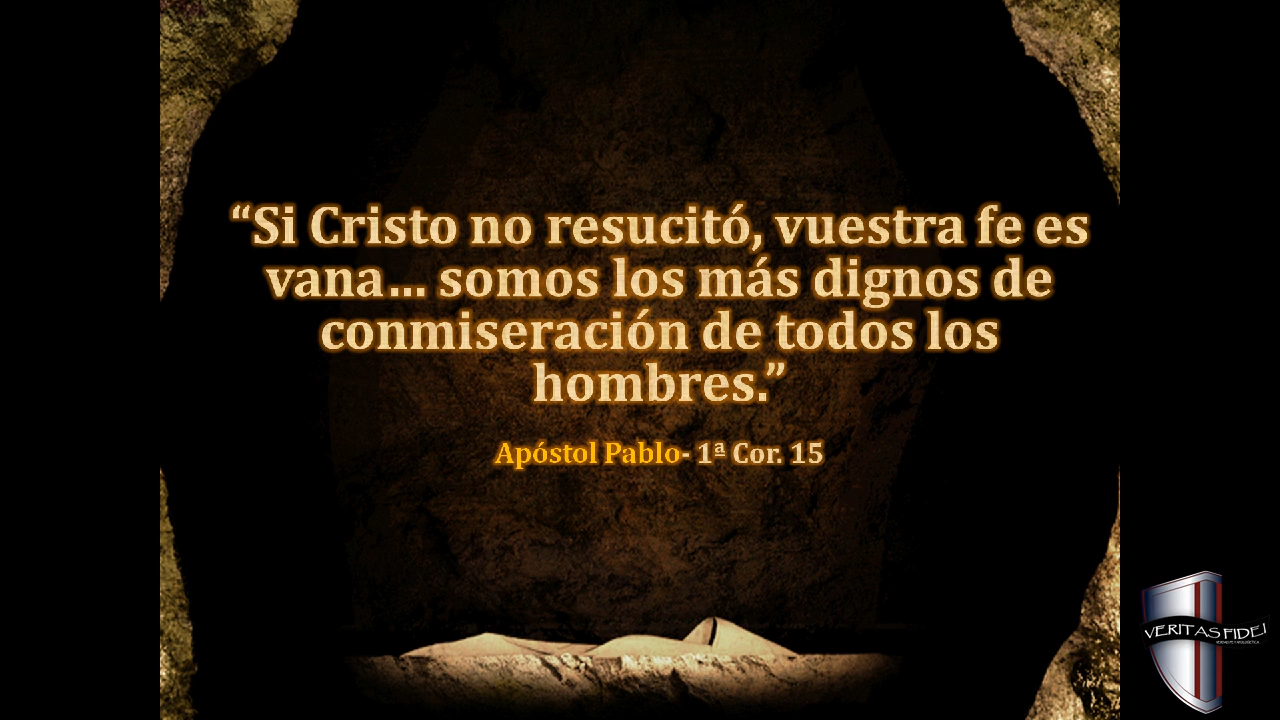 “Si Cristo no resucitó, vuestra fe es
vana... somos los más dignos de
conmiseración de todos los
hombres.”
Apóstol Pablo- 1ª Cor. 15
VERITAS FIDEI